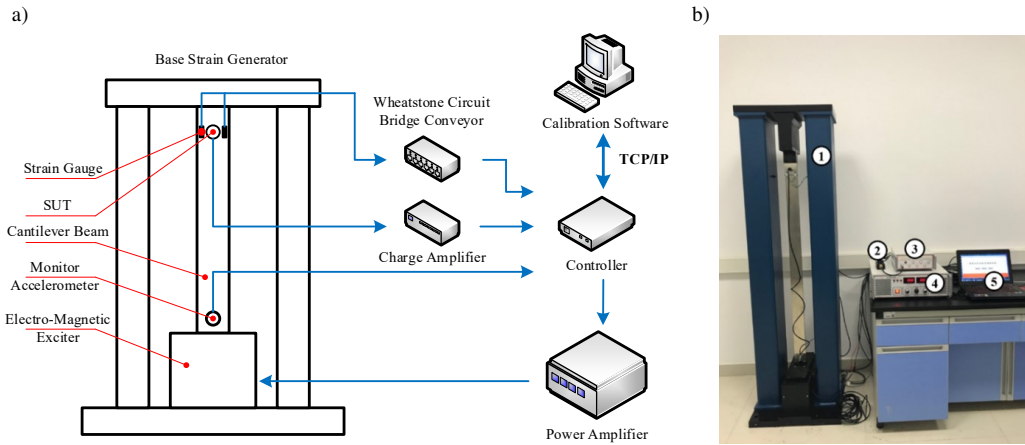 a)
b)
Base Strain Generator
Wheatstone Circuit
Bridge Conveyor
Calibration Software
TCP/IP
Strain Gauge
SUT
Cantilever Beam
Charge Amplifier
Controller
Monitor
Accelerometer
Electro-Magnetic
Exciter
Power Amplifier
1
2
3
4
5